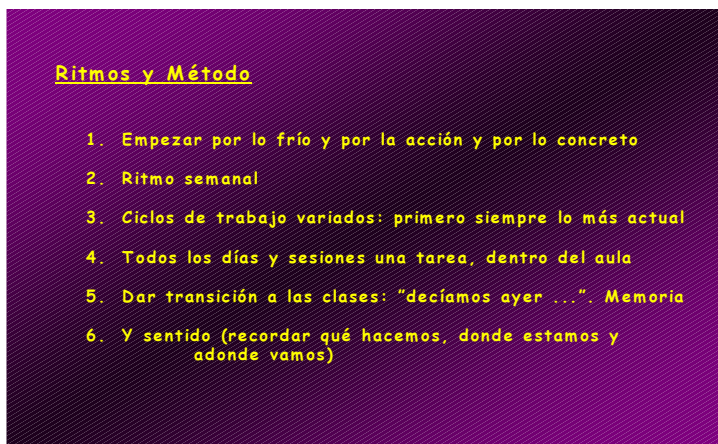 Ritmos y Método
1. Empezar por lo frío y por la acción y por lo concreto
2. Ritmo semanal
3. Ciclos de trabajo variados: primero siempre lo más actual
4. Todos los días y sesiones una tarea, dentro del aula
5. Dar transición a las clases: ”decíamos ayer ...”. Memoria
6. Y sentido (recordar qué hacemos, donde estamos y
adonde vamos)